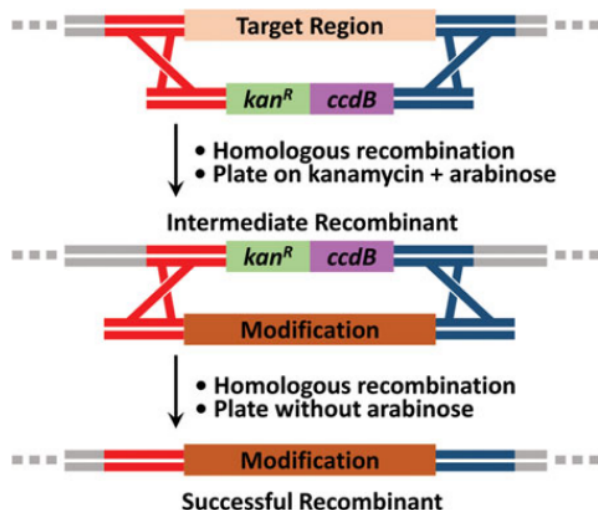 Target Region
kanᴿ ccdB
• Homologous recombination
• Plate on kanamycin + arabinose
Intermediate Recombinant
kanᴿ ccdB
Modification
• Homologous recombination
• Plate without arabinose
Modification
Successful Recombinant